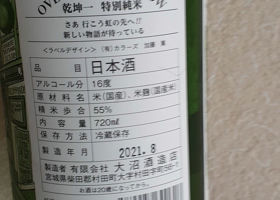 OV
乾坤一 特別純米
さあ 行こう虹の先へ!!
新しい物語が待っている
<ラベルデザイン> (有)カラーズ 加藤 薫
品目 日本酒
アルコール分 16度
原材料名 米(国産)、米麹(国産米)
精米歩合 55%
内容量 720mℓ
保存方法 冷蔵保存
製造年月 2021.8
製造者 有限会社 大沼酒造店
宮城県柴田郡村田町大字村田字町56-1
お酒は20歳になってから。